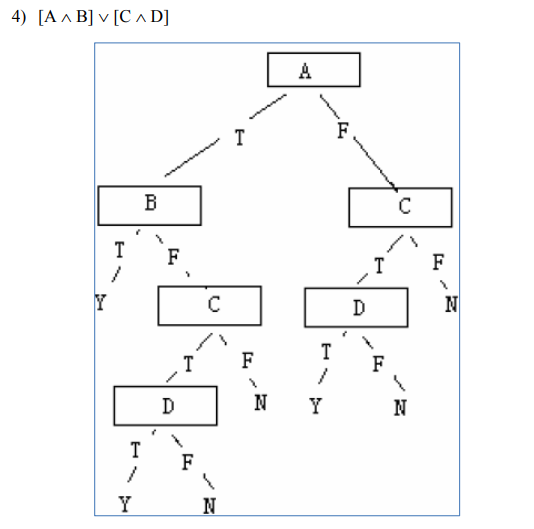 4) [A ∧ B] ∨ [C ∧ D]
A
T F
B C
T F T F
Y C D N
T F T F
D N Y N
T F
Y N